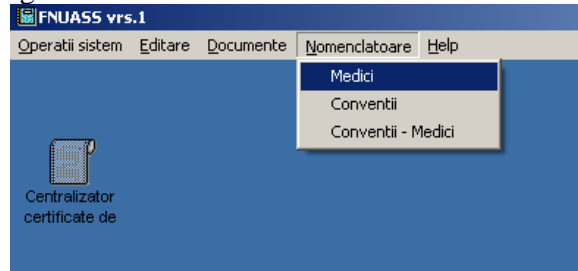 FNUASS vrs.1
Operatii sistem Editare Documente Nomenclatoare Help
Medici
Conventii
Conventii - Medici
Centralizator
certificate de